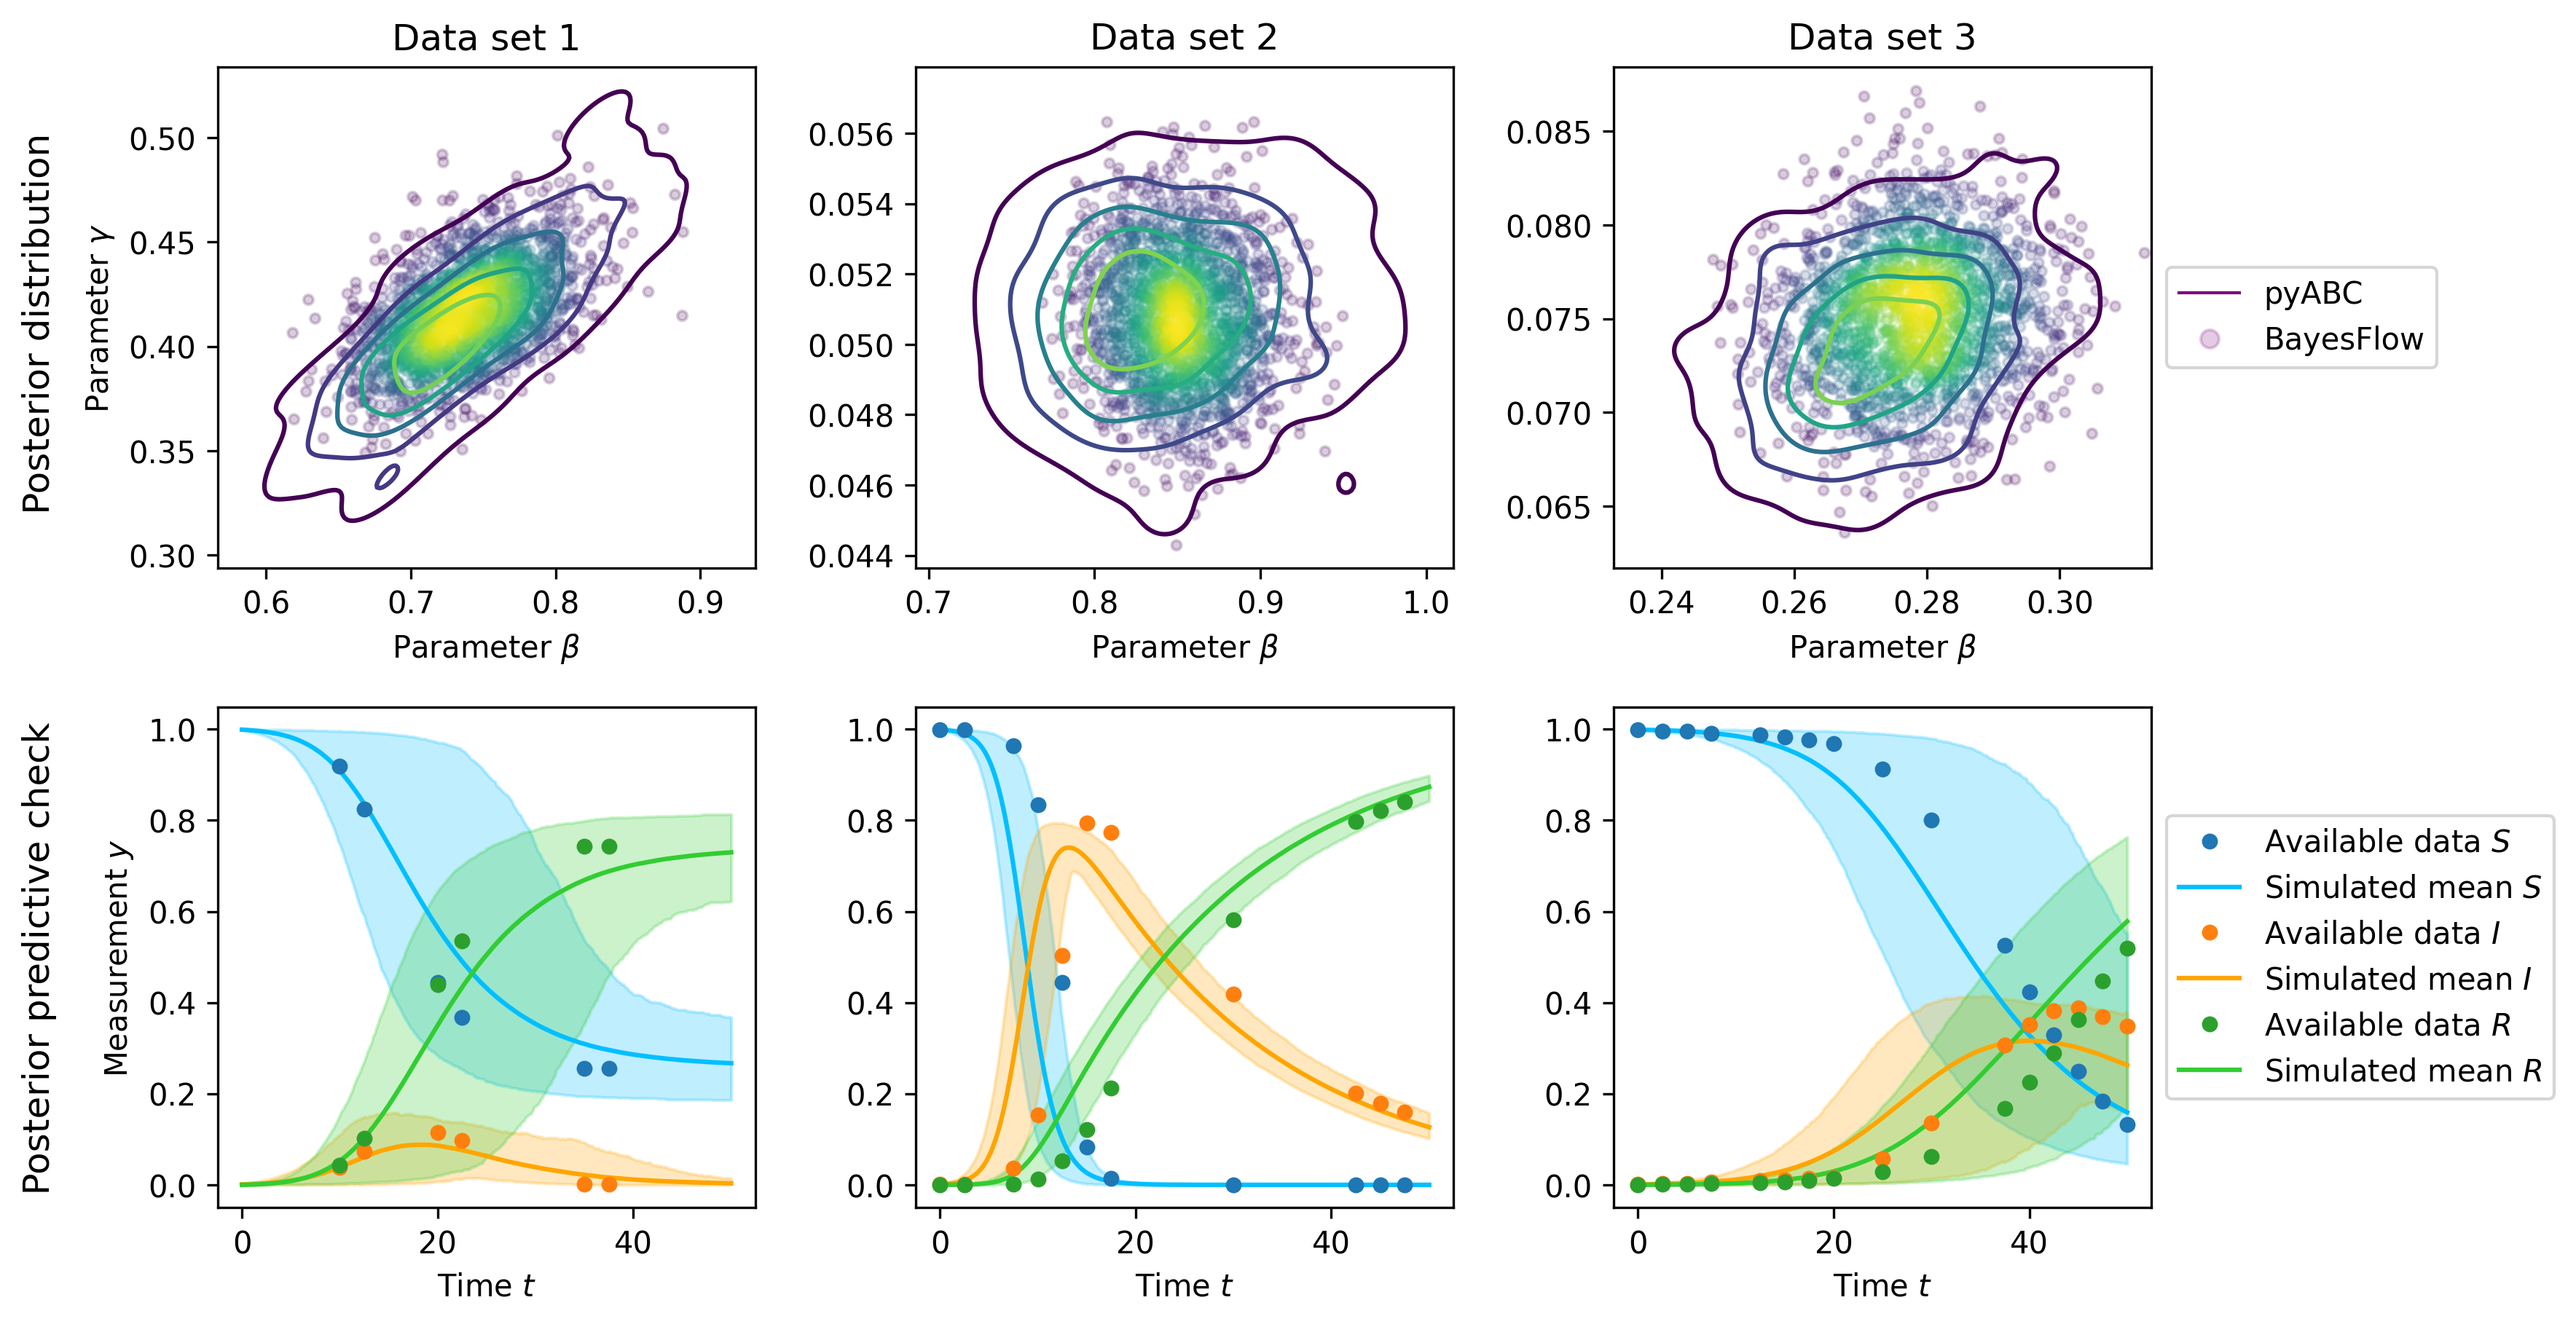 Data set 1
Data set 2
Data set 3
Posterior distribution
Parameter γ
0.50
0.45
0.40
0.35
0.30
0.6
0.7
0.8
0.9
Parameter β
0.056
0.054
0.052
0.050
0.048
0.046
0.044
0.7
0.8
0.9
1.0
Parameter β
0.085
0.080
0.075
0.070
0.065
0.24
0.26
0.28
0.30
Parameter β
pyABC
BayesFlow
Posterior predictive check
Measurement y
1.0
0.8
0.6
0.4
0.2
0.0
0
20
40
Time t
1.0
0.8
0.6
0.4
0.2
0.0
0
20
40
Time t
1.0
0.8
0.6
0.4
0.2
0.0
0
20
40
Time t
Available data S
Simulated mean S
Available data I
Simulated mean I
Available data R
Simulated mean R